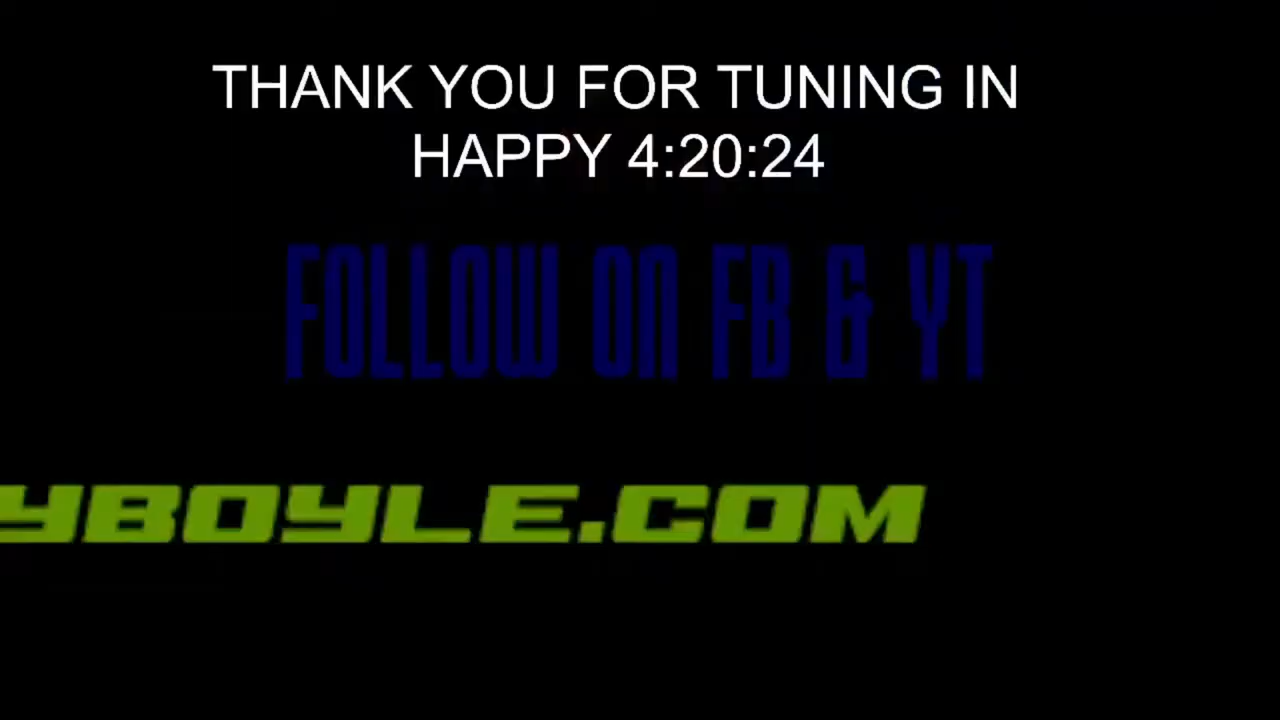 THANK YOU FOR TUNING IN
HAPPY 4:20:24
FOLLOW ON FB & YT
YBOYLE.COM